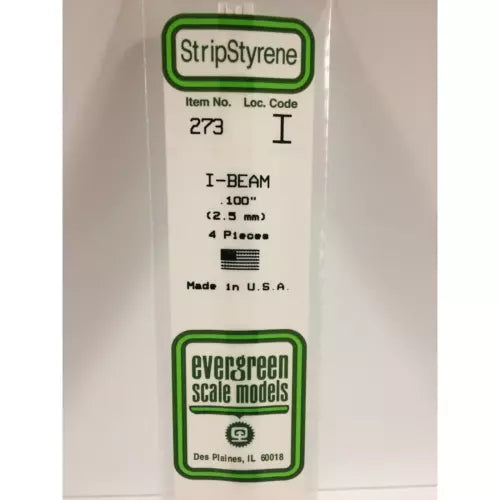 StripStyrene
Item No. Loc. Code
273 I
I-BEAM
.100"
(2.5 mm)
4 Pieces
Made in U.S.A.
evergreen
scale models
Des Plaines, IL 60018